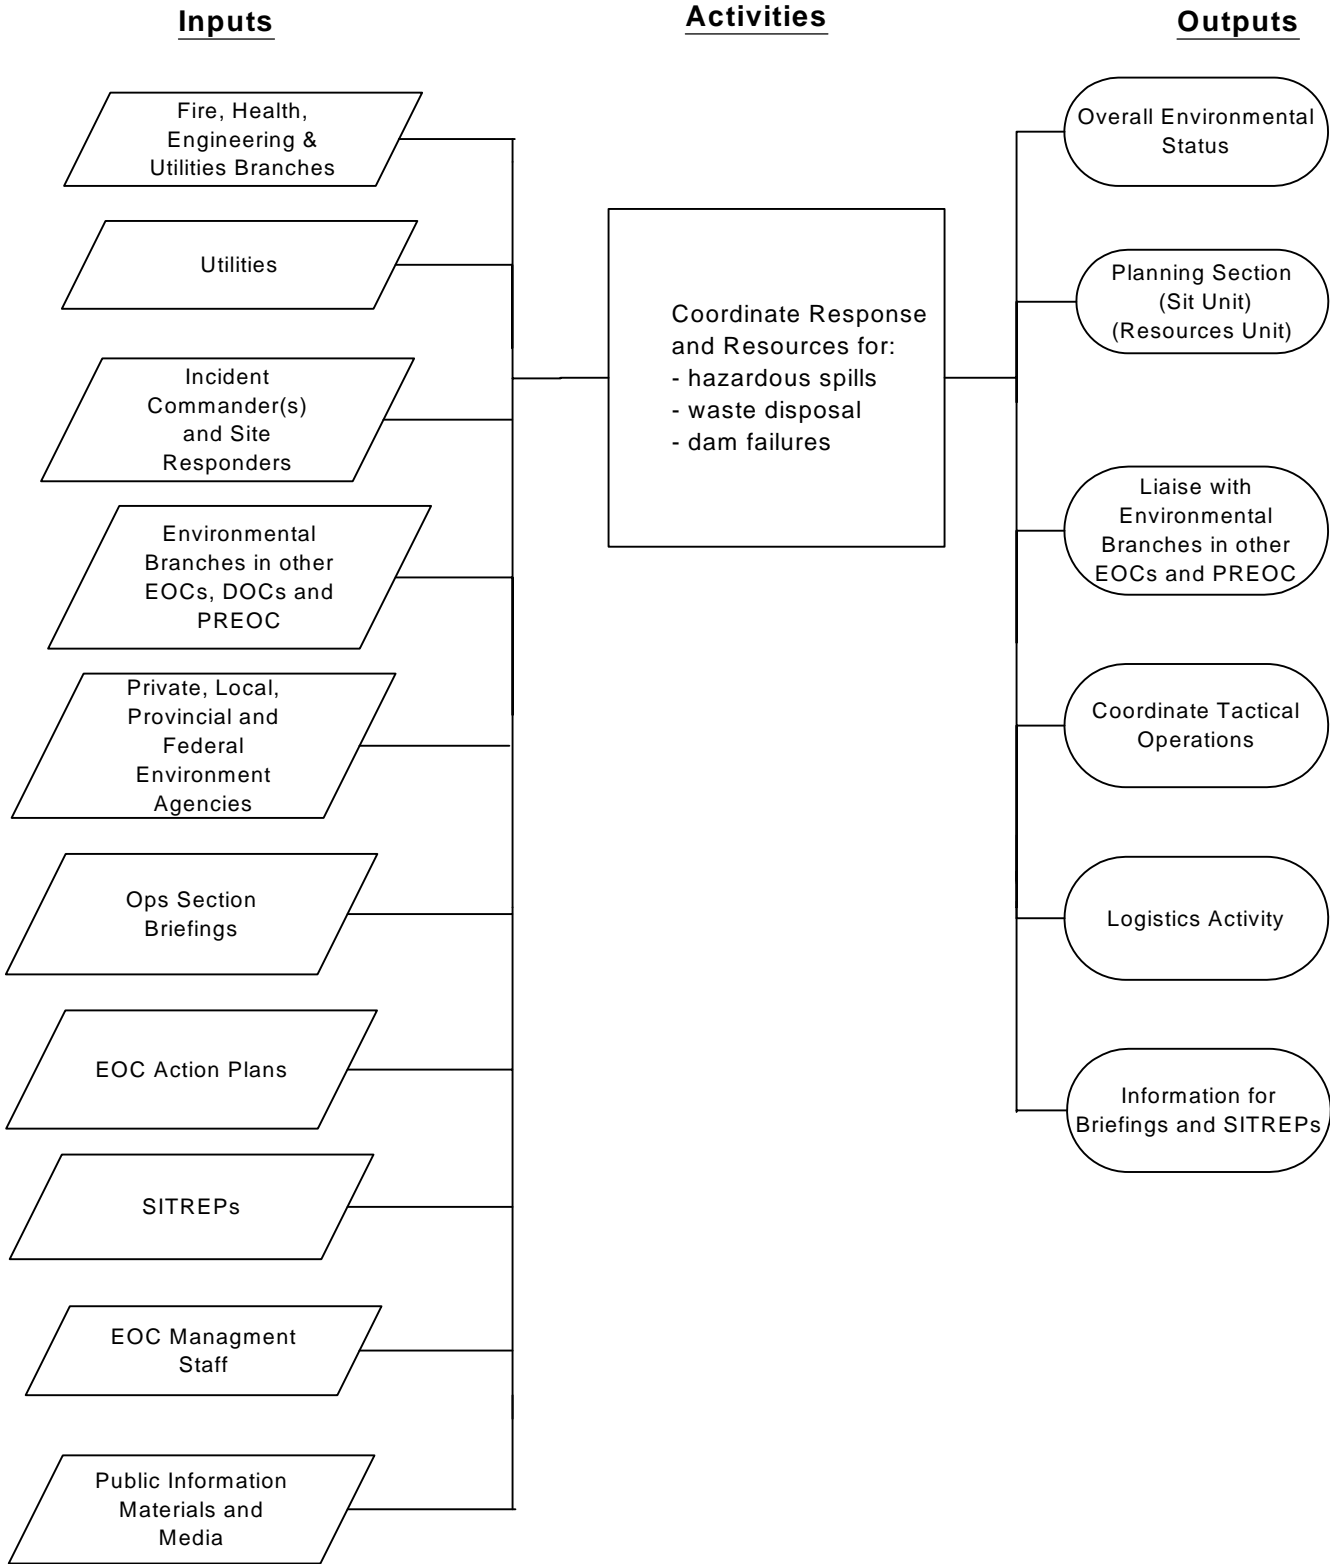 Inputs
Activities
Outputs
Fire, Health,
Engineering &
Utilities Branches
Utilities
Incident
Commander(s)
and Site
Responders
Environmental
Branches in other
EOCs, DOCs and
PREOC
Private, Local,
Provincial and
Federal
Environment
Agencies
Ops Section
Briefings
EOC Action Plans
SITREPs
EOC Managment
Staff
Public Information
Materials and
Media
Coordinate Response
and Resources for:
- hazardous spills
- waste disposal
- dam failures
Overall Environmental
Status
Planning Section
(Sit Unit)
(Resources Unit)
Liaise with
Environmental
Branches in other
EOCs and PREOC
Coordinate Tactical
Operations
Logistics Activity
Information for
Briefings and SITREPs